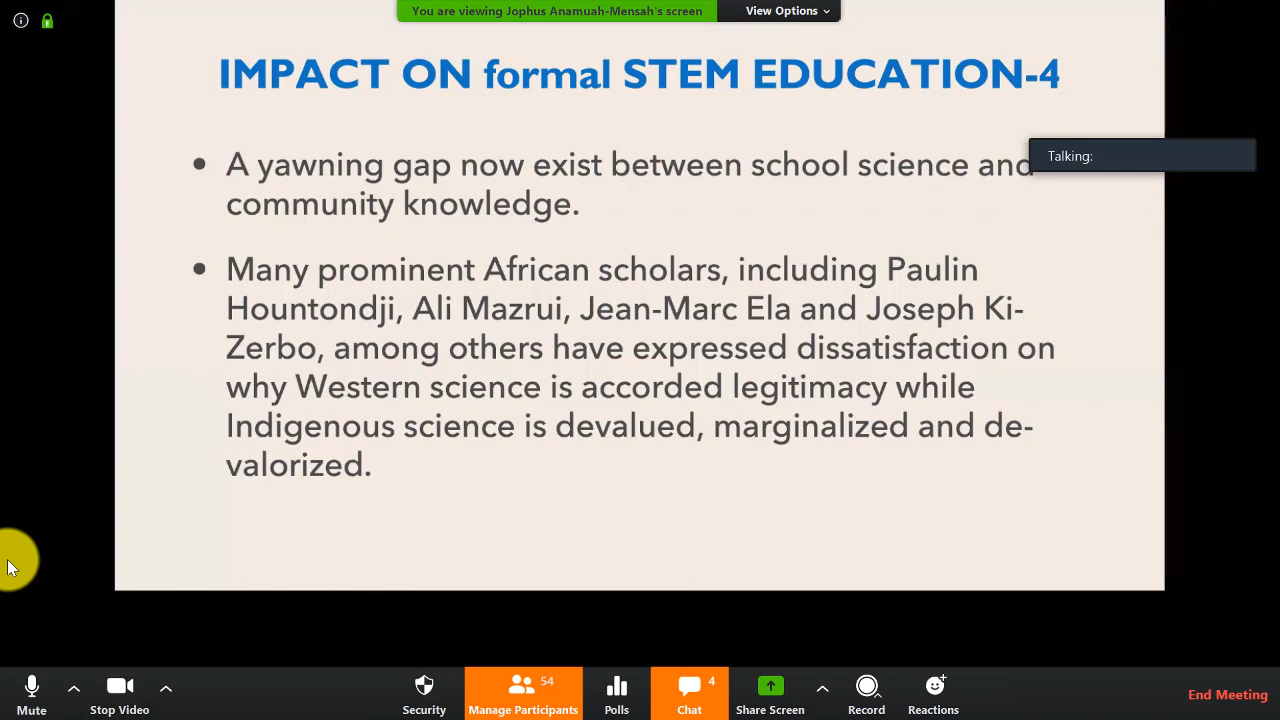 You are viewing Jophus Anamuah-Mensah's screen
View Options
IMPACT ON formal STEM EDUCATION-4
Talking:
• A yawning gap now exist between school science and
community knowledge.
• Many prominent African scholars, including Paulin
Hountondji, Ali Mazrui, Jean-Marc Ela and Joseph Ki-
Zerbo, among others have expressed dissatisfaction on
why Western science is accorded legitimacy while
Indigenous science is devalued, marginalized and de-
valorized.
54
4
Mute
Stop Video
Security
Manage Participants
Polls
Chat
Share Screen
Record
Reactions
End Meeting